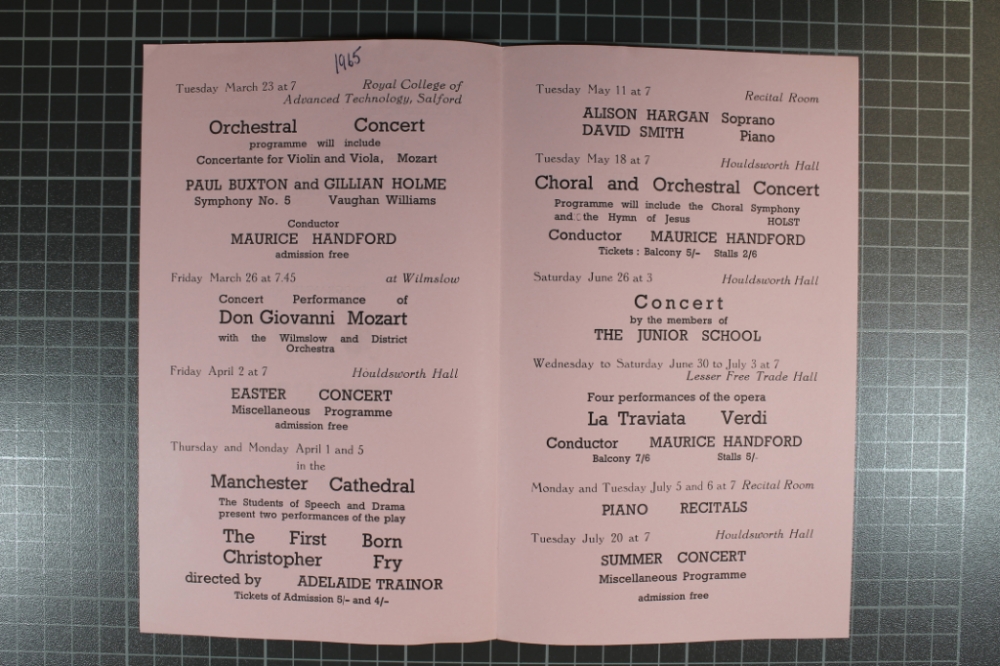 1965
Tuesday March 23 at 7 Royal College of
Advanced Technology, Salford
Orchestral Concert
programme will include
Concertante for Violin and Viola, Mozart
PAUL BUXTON and GILLIAN HOLME
Symphony No. 5 Vaughan Williams
Conductor
MAURICE HANDFORD
admission free
Friday March 26 at 7.45 at Wilmslow
Concert Performance of
Don Giovanni Mozart
with the Wilmslow and District
Orchestra
Friday April 2 at 7 Houldsworth Hall
EASTER CONCERT
Miscellaneous Programme
admission free
Thursday and Monday April 1 and 5
in the
Manchester Cathedral
The Students of Speech and Drama
present two performances of the play
The First Born
Christopher Fry
directed by ADELAIDE TRAINOR
Tickets of Admission 5/- and 4/-
Tuesday May 11 at 7 Recital Room
ALISON HARGAN Soprano
DAVID SMITH Piano
Tuesday May 18 at 7 Houldsworth Hall
Choral and Orchestral Concert
Programme will include the Choral Symphony
and the Hymn of Jesus HOLST
Conductor MAURICE HANDFORD
Tickets : Balcony 5/- Stalls 2/6
Saturday June 26 at 3 Houldsworth Hall
Concert
by the members of
THE JUNIOR SCHOOL
Wednesday to Saturday June 30 to July 3 at 7
Lesser Free Trade Hall
Four performances of the opera
La Traviata Verdi
Conductor MAURICE HANDFORD
Balcony 7/6 Stalls 5/-
Monday and Tuesday July 5 and 6 at 7 Recital Room
PIANO RECITALS
Tuesday July 20 at 7 Houldsworth Hall
SUMMER CONCERT
Miscellaneous Programme
admission free